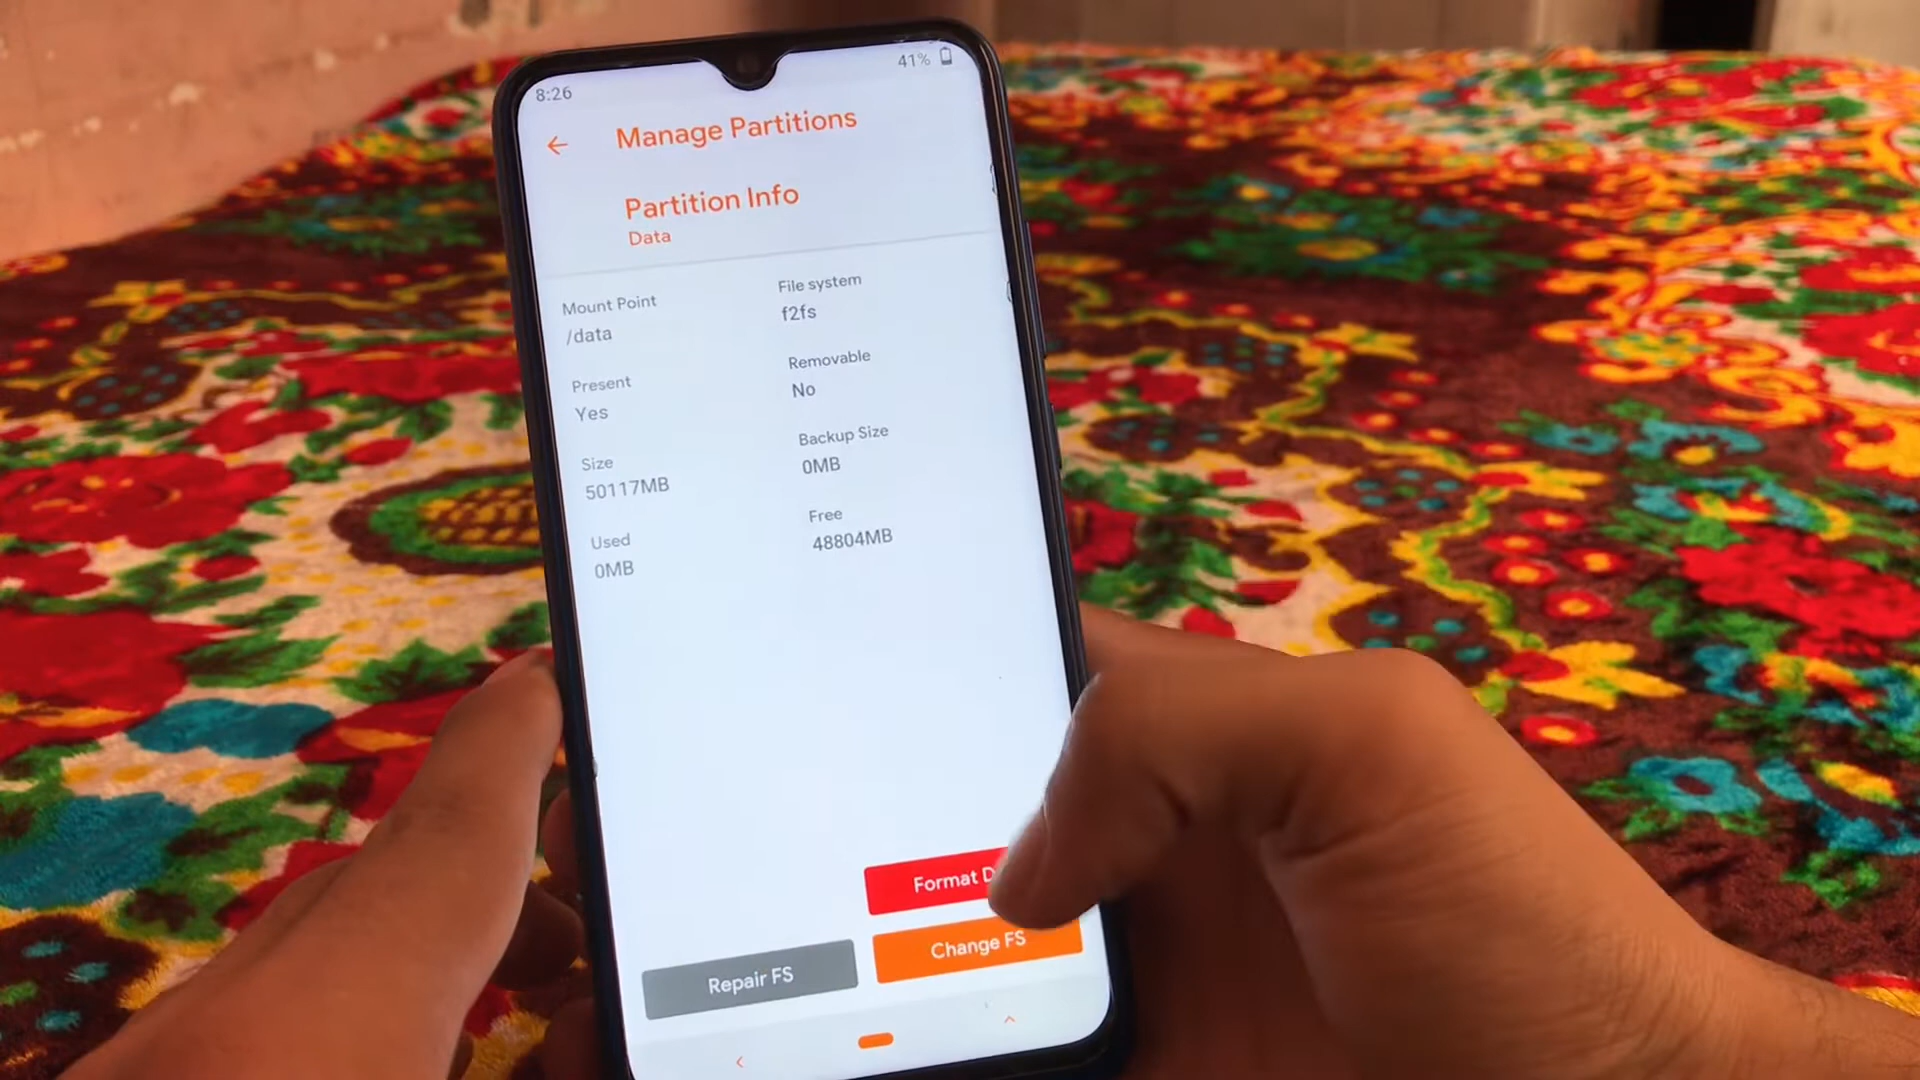 8:26
41%
Manage Partitions
Partition Info
Data
Mount Point
/data
File system
f2fs
Present
Yes
Removable
No
Size
50117MB
Backup Size
0MB
Used
0MB
Free
48804MB
Format D
Repair FS
Change FS